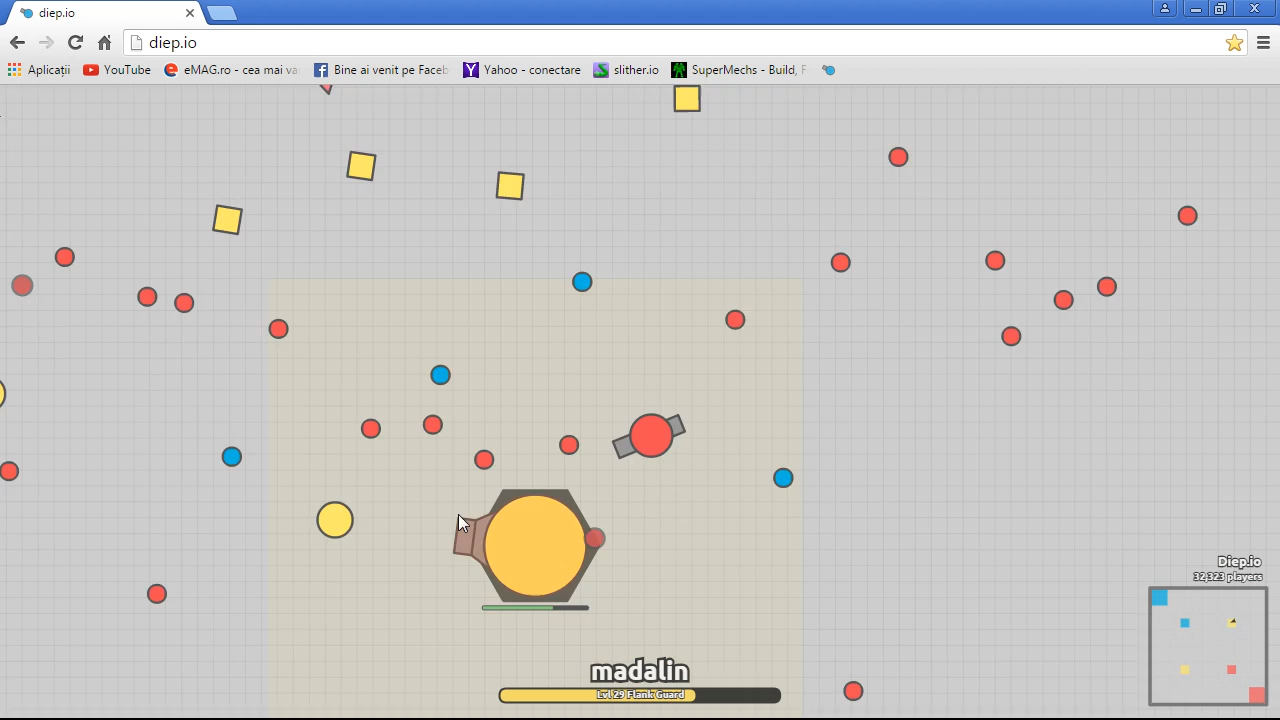 diep.io
diep.io
Aplicații
YouTube
eMAG.ro - cea mai va
Bine ai venit pe Faceb
Yahoo - conectare
slither.io
SuperMechs - Build, F
Diep.io
32,323 players
madalin
Lvl 29 Flank Guard